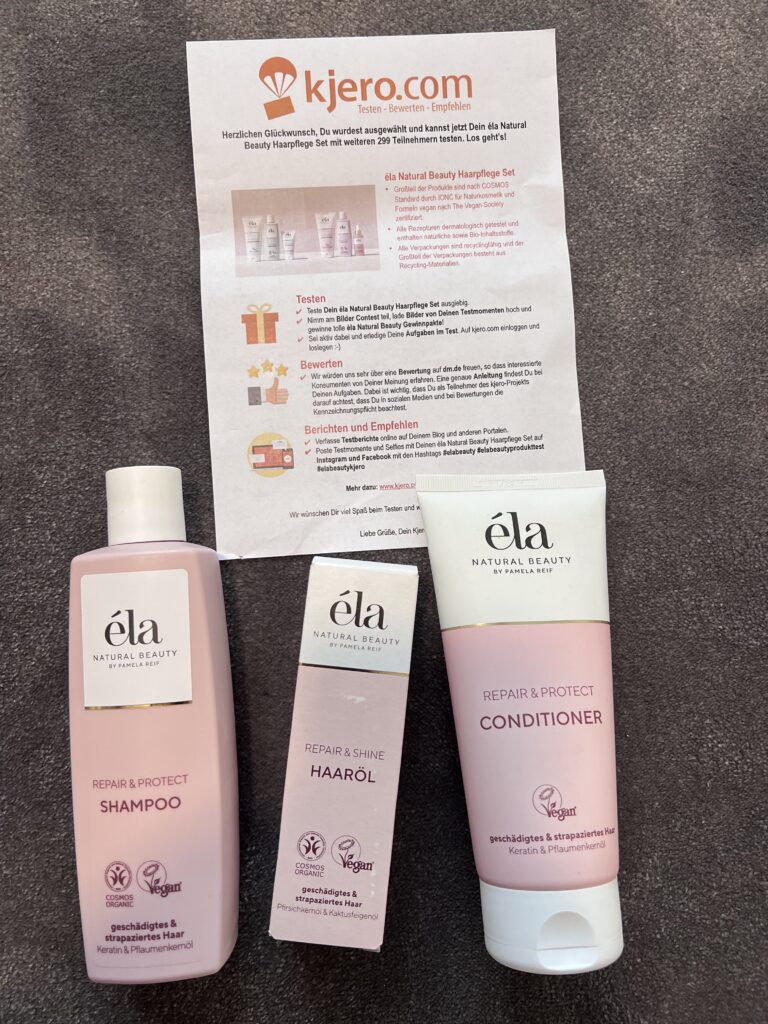 kjero.com
Testen - Bewerten - Empfehlen
Herzlichen Glückwunsch, Du wurdest ausgewählt und kannst jetzt Dein éla Natural
Beauty Haarpflege Set mit weiteren 299 Teilnehmern testen. Los geht's!
éla Natural Beauty Haarpflege Set
Großteil der Produkte sind nach COSMOS
Standard durch IONC für Naturkosmetik und
Formeln vegan nach The Vegan Society
zertifiziert.
Alle Rezepturen dermatologisch getestet und
enthalten natürliche sowie Bio-Inhaltsstoffe.
Alle Verpackungen sind recyclingfähig und der
Großteil der Verpackungen besteht aus
Recycling-Materialien.
Testen
Teste Dein éla Natural Beauty Haarpflege Set ausgiebig.
Nimm am Bilder Contest teil, lade Bilder von Deinen Testmomenten hoch und
gewinne tolle éla Natural Beauty Gewinnpakte!
Sei aktiv dabei und erledige Deine Aufgaben im Test. Auf kjero.com einloggen und
loslegen :-)
Bewerten
Wir würden uns sehr über eine Bewertung auf dm.de freuen, so dass interessierte
Konsumenten von Deiner Meinung erfahren. Eine genaue Anleitung findest Du bei
Deinen Aufgaben. Dabei ist wichtig, dass Du als Teilnehmer des kjero-Projekts
darauf achtest, dass Du in sozialen Medien und bei Bewertungen die
Kennzeichnungspflicht beachtest.
Berichten und Empfehlen
Verfasse Testberichte online auf Deinem Blog und anderen Portalen.
Poste Testmomente und Selfies mit Deinen éla Natural Beauty Haarpflege Set auf
Instagram und Facebook mit den Hashtags #elabeauty #elabeautyprodukttest
#elabeautykjero
Mehr dazu: www.kjero.c
Wir wünschen Dir viel Spaß beim Testen und w
Liebe Grüße, Dein Kjer
éla
NATURAL BEAUTY
BY PAMELA REIF
REPAIR & PROTECT
SHAMPOO
COSMOS
ORGANIC
Vegan
geschädigtes &
strapaziertes Haar
Keratin & Pflaumenkernöl
éla
NATURAL BEAUTY
BY PAMELA REIF
REPAIR & SHINE
HAARÖL
COSMOS
ORGANIC
Vegan
geschädigtes &
strapaziertes Haar
Pfirsichkernöl & Kaktusfeigenöl
éla
NATURAL BEAUTY
BY PAMELA REIF
REPAIR & PROTECT
CONDITIONER
Vegan
geschädigtes & strapaziertes Haar
Keratin & Pflaumenkernöl